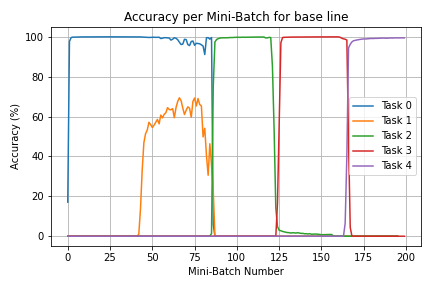 Accuracy per Mini-Batch for base line
Accuracy (%)
100
80
60
40
20
0
Task 0
Task 1
Task 2
Task 3
Task 4
0 25 50 75 100 125 150 175 200
Mini-Batch Number